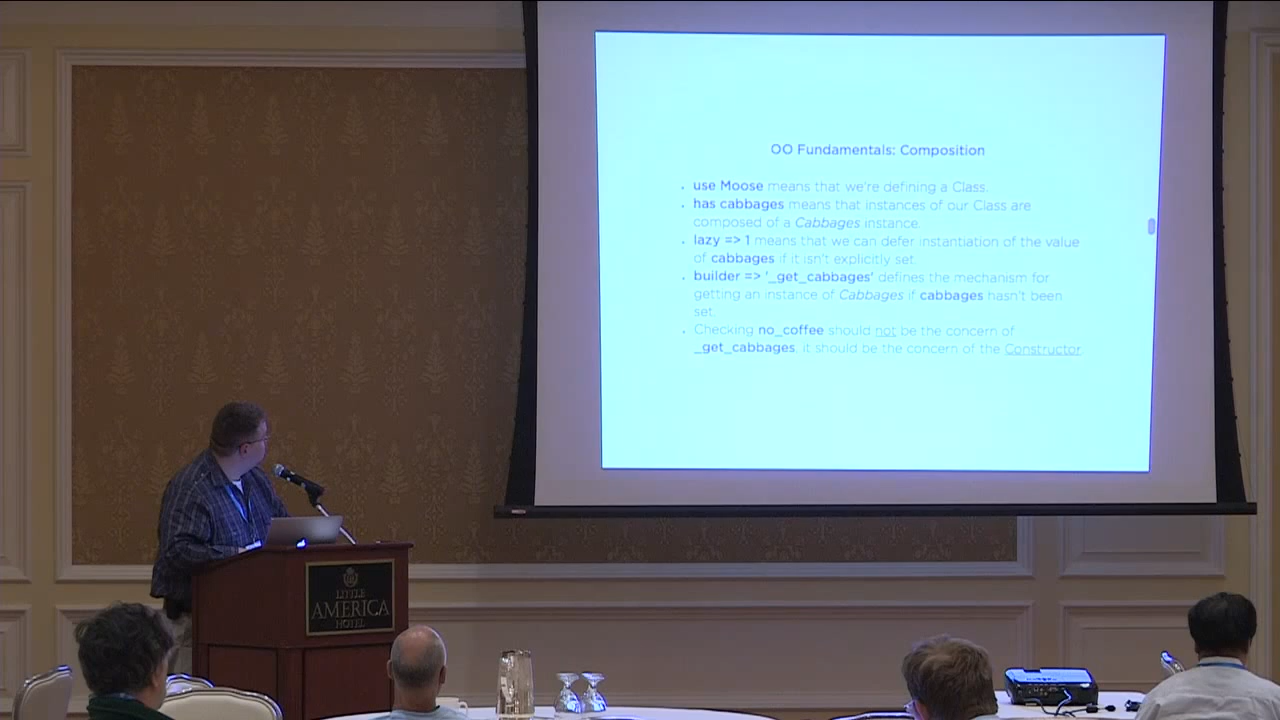 OO Fundamentals: Composition
. use Moose means that we're defining a Class.
. has cabbages means that instances of our Class are
composed of a Cabbages instance.
. lazy => 1 means that we can defer instantiation of the value
of cabbages if it isn't explicitly set.
. builder => '_get_cabbages' defines the mechanism for
getting an instance of Cabbages if cabbages hasn't been
set.
. Checking no_coffee should not be the concern of
_get_cabbages, it should be the concern of the Constructor.
LITTLE
AMERICA
HOTEL